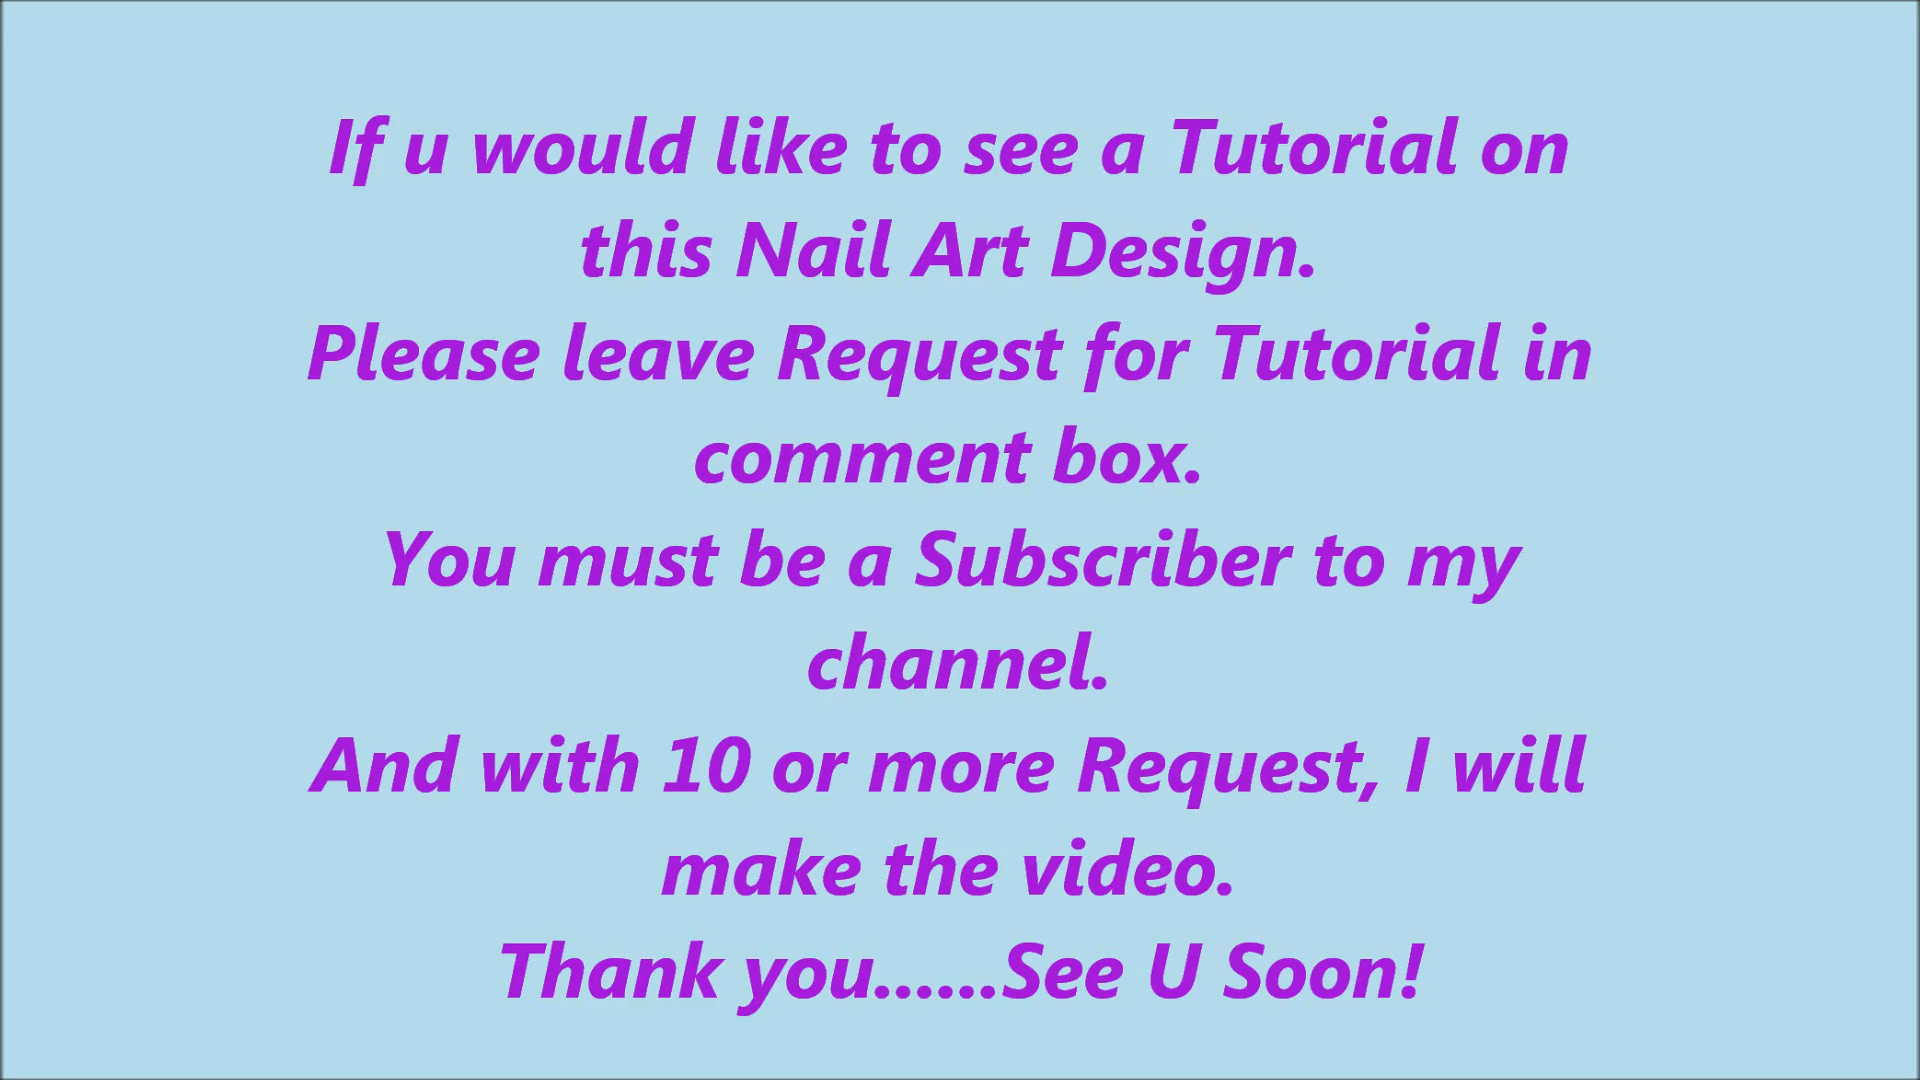 If u would like to see a Tutorial on
this Nail Art Design.
Please leave Request for Tutorial in
comment box.
You must be a Subscriber to my
channel.
And with 10 or more Request, I will
make the video.
Thank you......See U Soon!